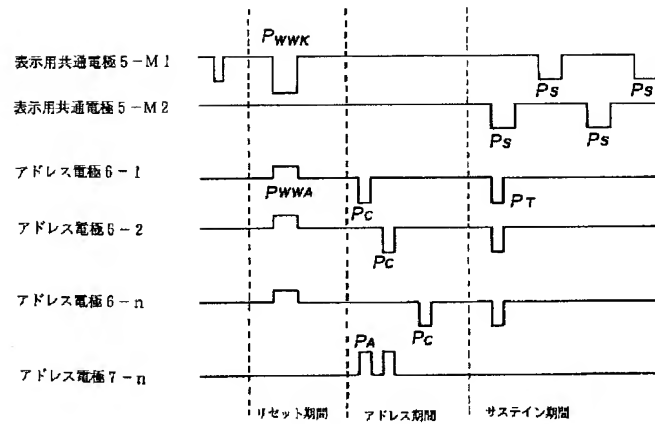 PWWK
表示用共通電極5-M1
PS PS
表示用共通電極5-M2
PS PS
アドレス電極6-1
PWWA PC PT
アドレス電極6-2
PC
アドレス電極6-n
PC
PA
アドレス電極7-n
リセット期間 アドレス期間 サステイン期間